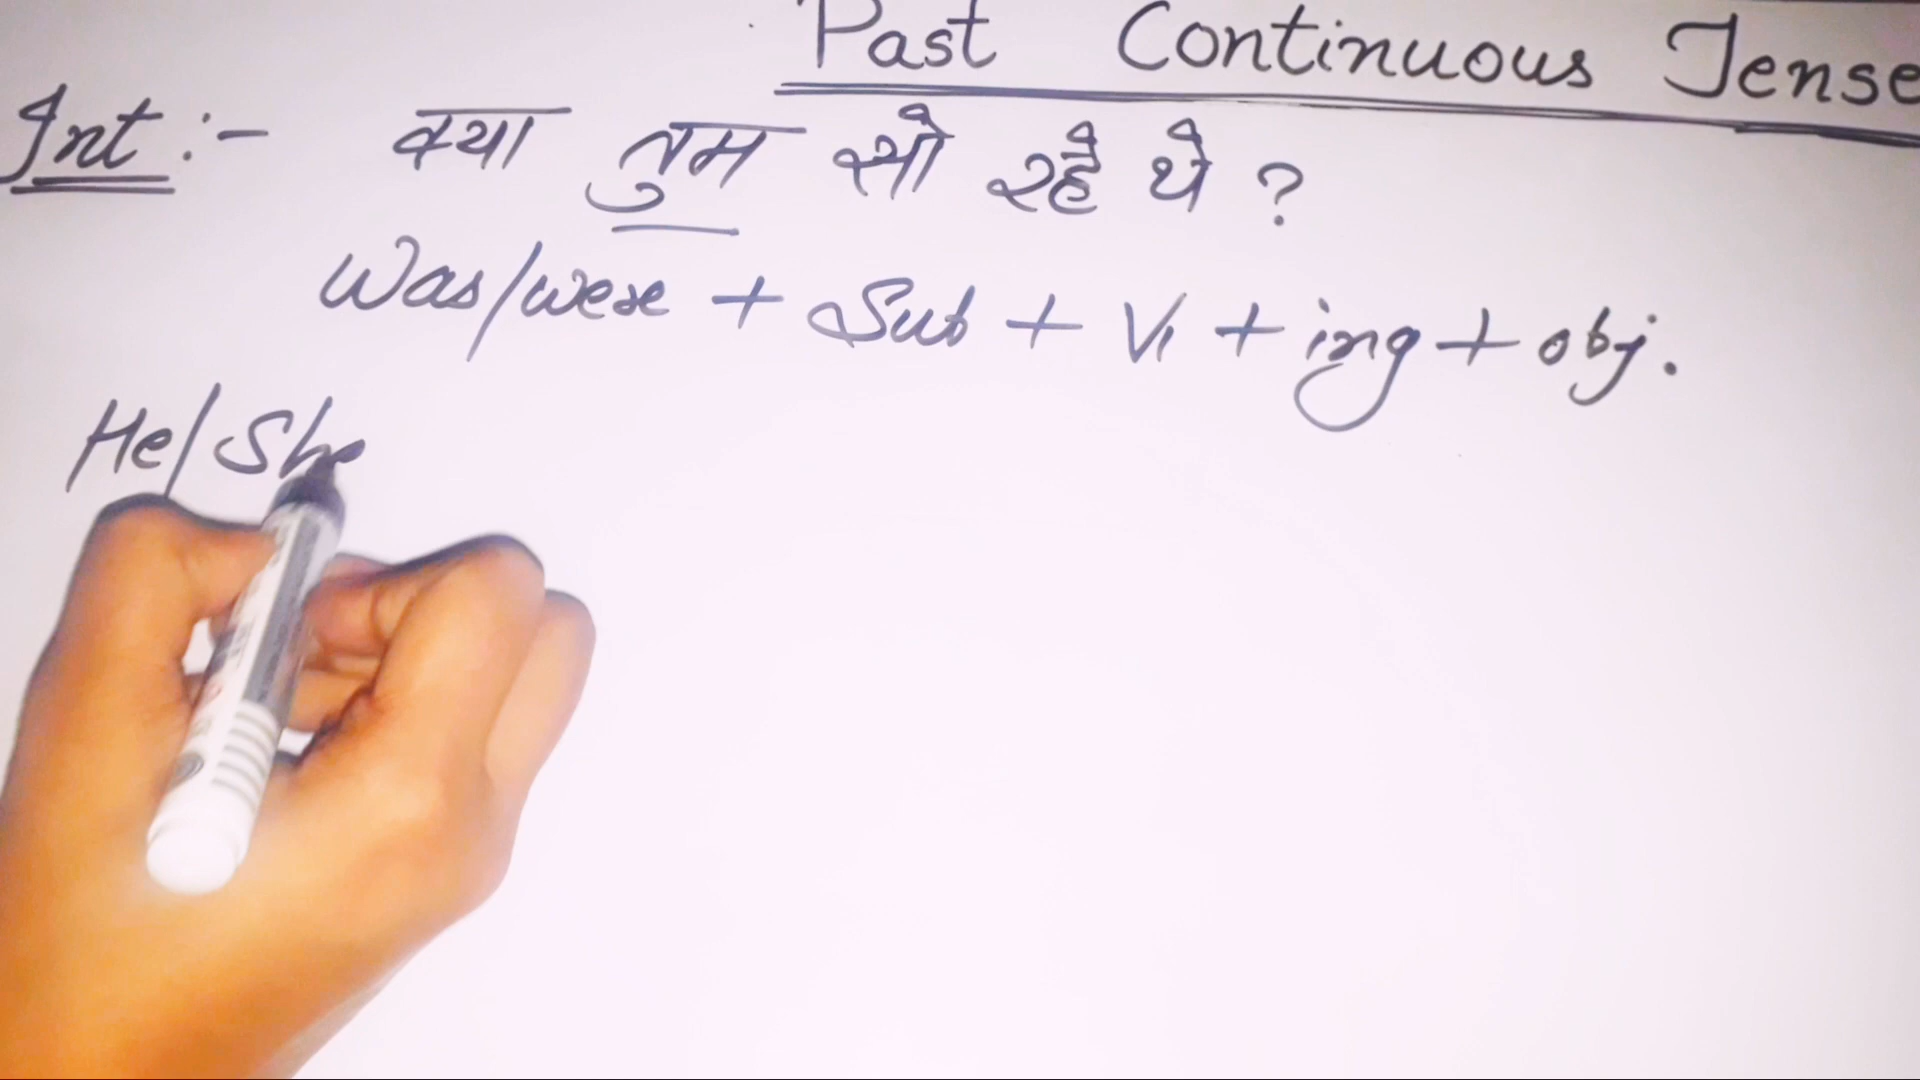 Past Continuous Tense
Int :- क्या तुम सो रहे थे ?
Was/were + Sub + V1 + ing + obj.
He/She